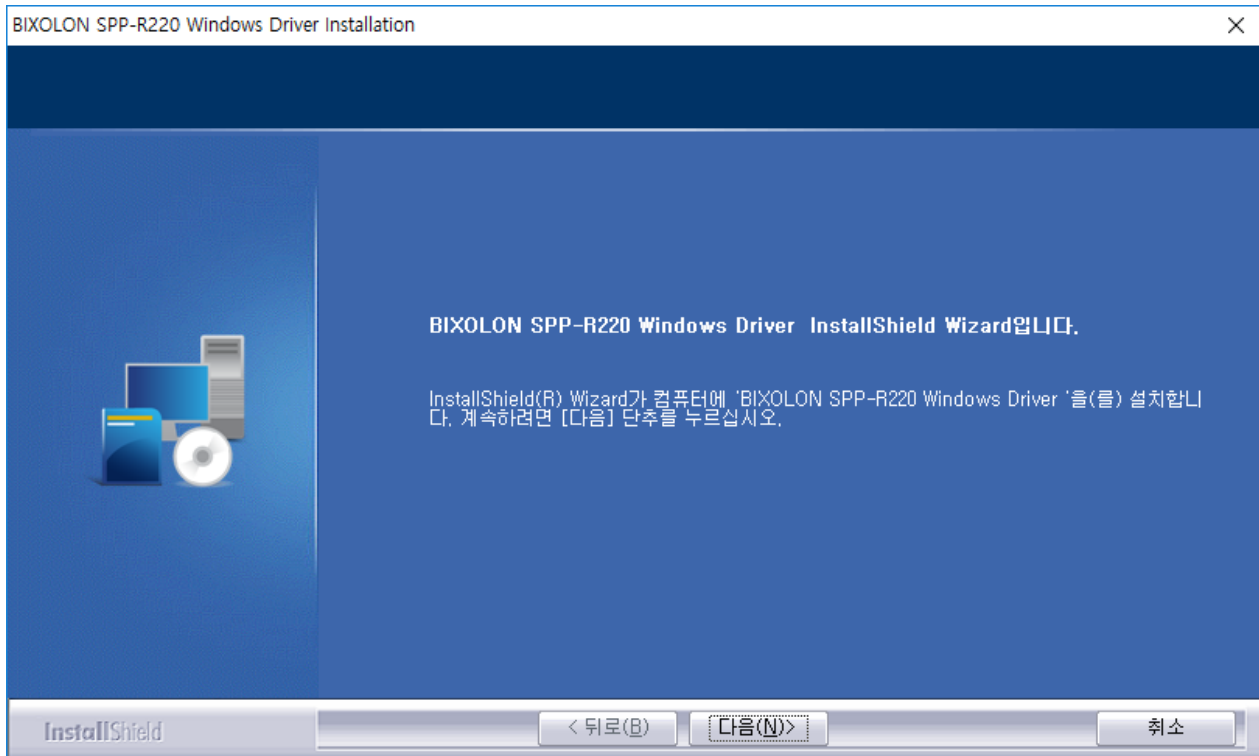 BIXOLON SPP-R220 Windows Driver Installation
BIXOLON SPP-R220 Windows Driver  InstallShield Wizard입니다.
InstallShield(R) Wizard가 컴퓨터에 'BIXOLON SPP-R220 Windows Driver '을(를) 설치합니
다. 계속하려면 [다음] 단추를 누르십시오.
InstallShield
< 뒤로(B)
다음(N)>
취소